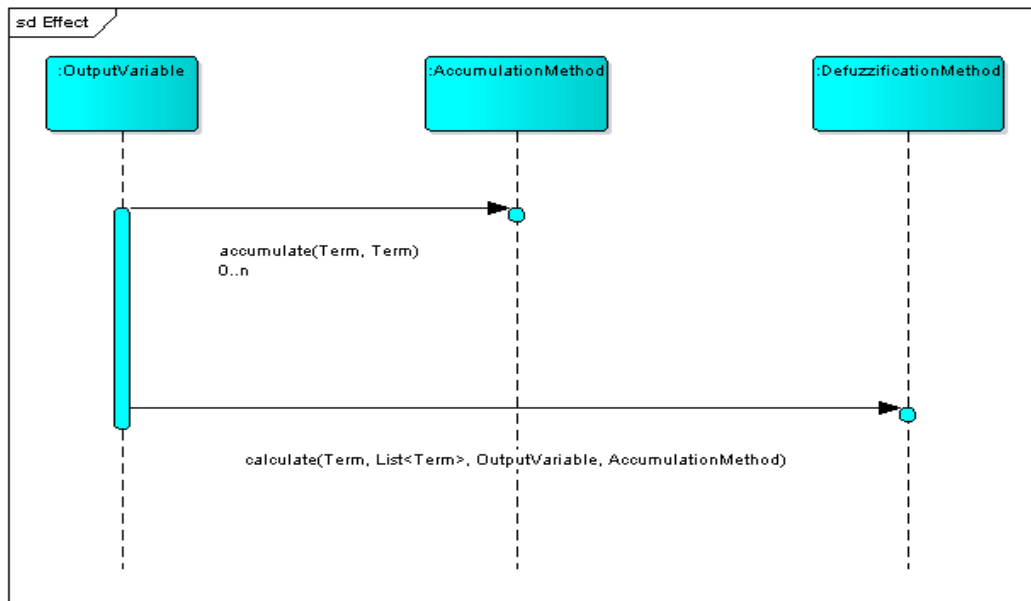 sd Effect
:OutputVariable
:AccumulationMethod
:DefuzzificationMethod
accumulate(Term, Term)
0..n
calculate(Term, List<Term>, OutputVariable, AccumulationMethod)